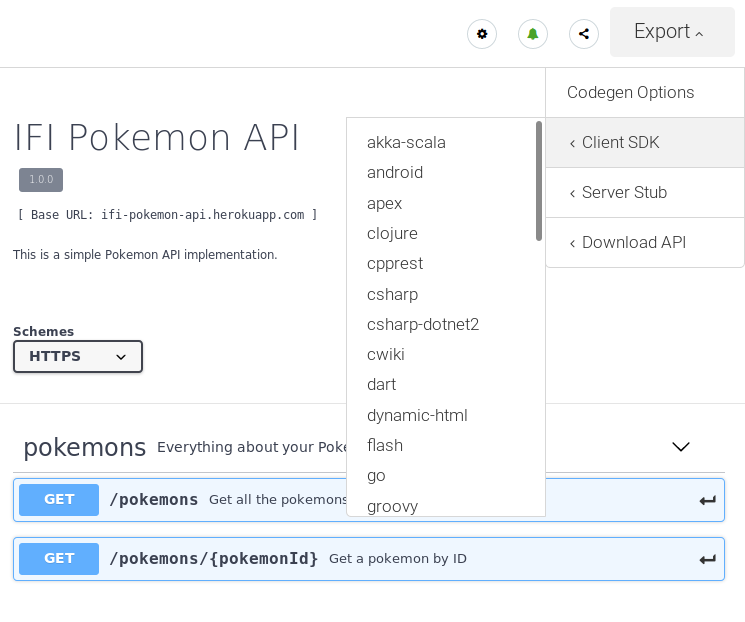 Export
Codegen Options
Client SDK
Server Stub
Download API
IFI Pokemon API
1.0.0
[ Base URL: ifi-pokemon-api.herokuapp.com ]
This is a simple Pokemon API implementation.
Schemes
HTTPS
akka-scala
android
apex
clojure
cpprest
csharp
csharp-dotnet2
cwiki
dart
dynamic-html
flash
go
groovy
pokemons Everything about your Poke
GET /pokemons Get all the pokemons
GET /pokemons/{pokemonId} Get a pokemon by ID